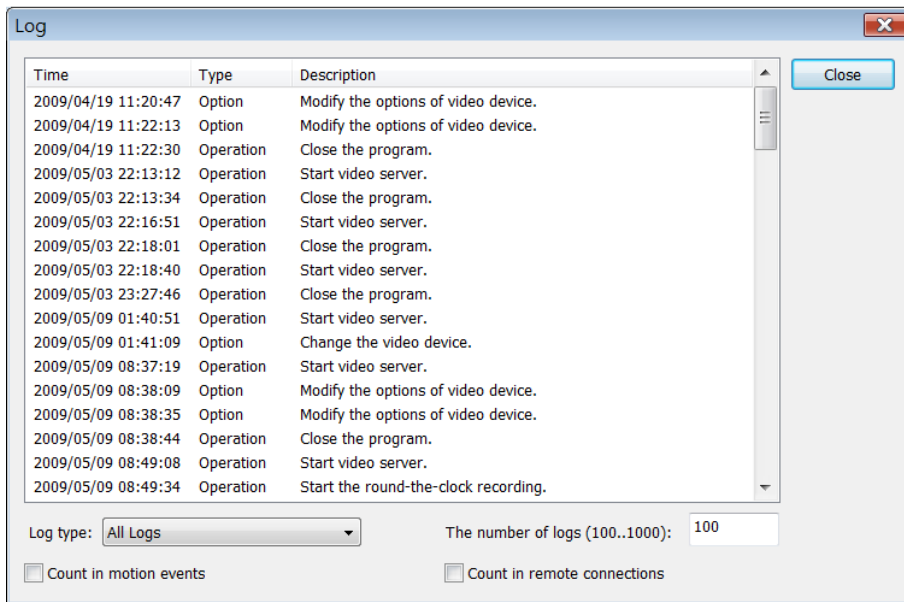 Log
Time Type Description
2009/04/19 11:20:47 Option Modify the options of video device.
2009/04/19 11:22:13 Option Modify the options of video device.
2009/04/19 11:22:30 Operation Close the program.
2009/05/03 22:13:12 Operation Start video server.
2009/05/03 22:13:34 Operation Close the program.
2009/05/03 22:16:51 Operation Start video server.
2009/05/03 22:18:01 Operation Close the program.
2009/05/03 22:18:40 Operation Start video server.
2009/05/03 23:27:46 Operation Close the program.
2009/05/09 01:40:51 Operation Start video server.
2009/05/09 01:41:09 Option Change the video device.
2009/05/09 08:37:19 Operation Start video server.
2009/05/09 08:38:09 Option Modify the options of video device.
2009/05/09 08:38:35 Option Modify the options of video device.
2009/05/09 08:38:44 Operation Close the program.
2009/05/09 08:49:08 Operation Start video server.
2009/05/09 08:49:34 Operation Start the round-the-clock recording.
Close
Log type: All Logs The number of logs (100..1000): 100
Count in motion events Count in remote connections